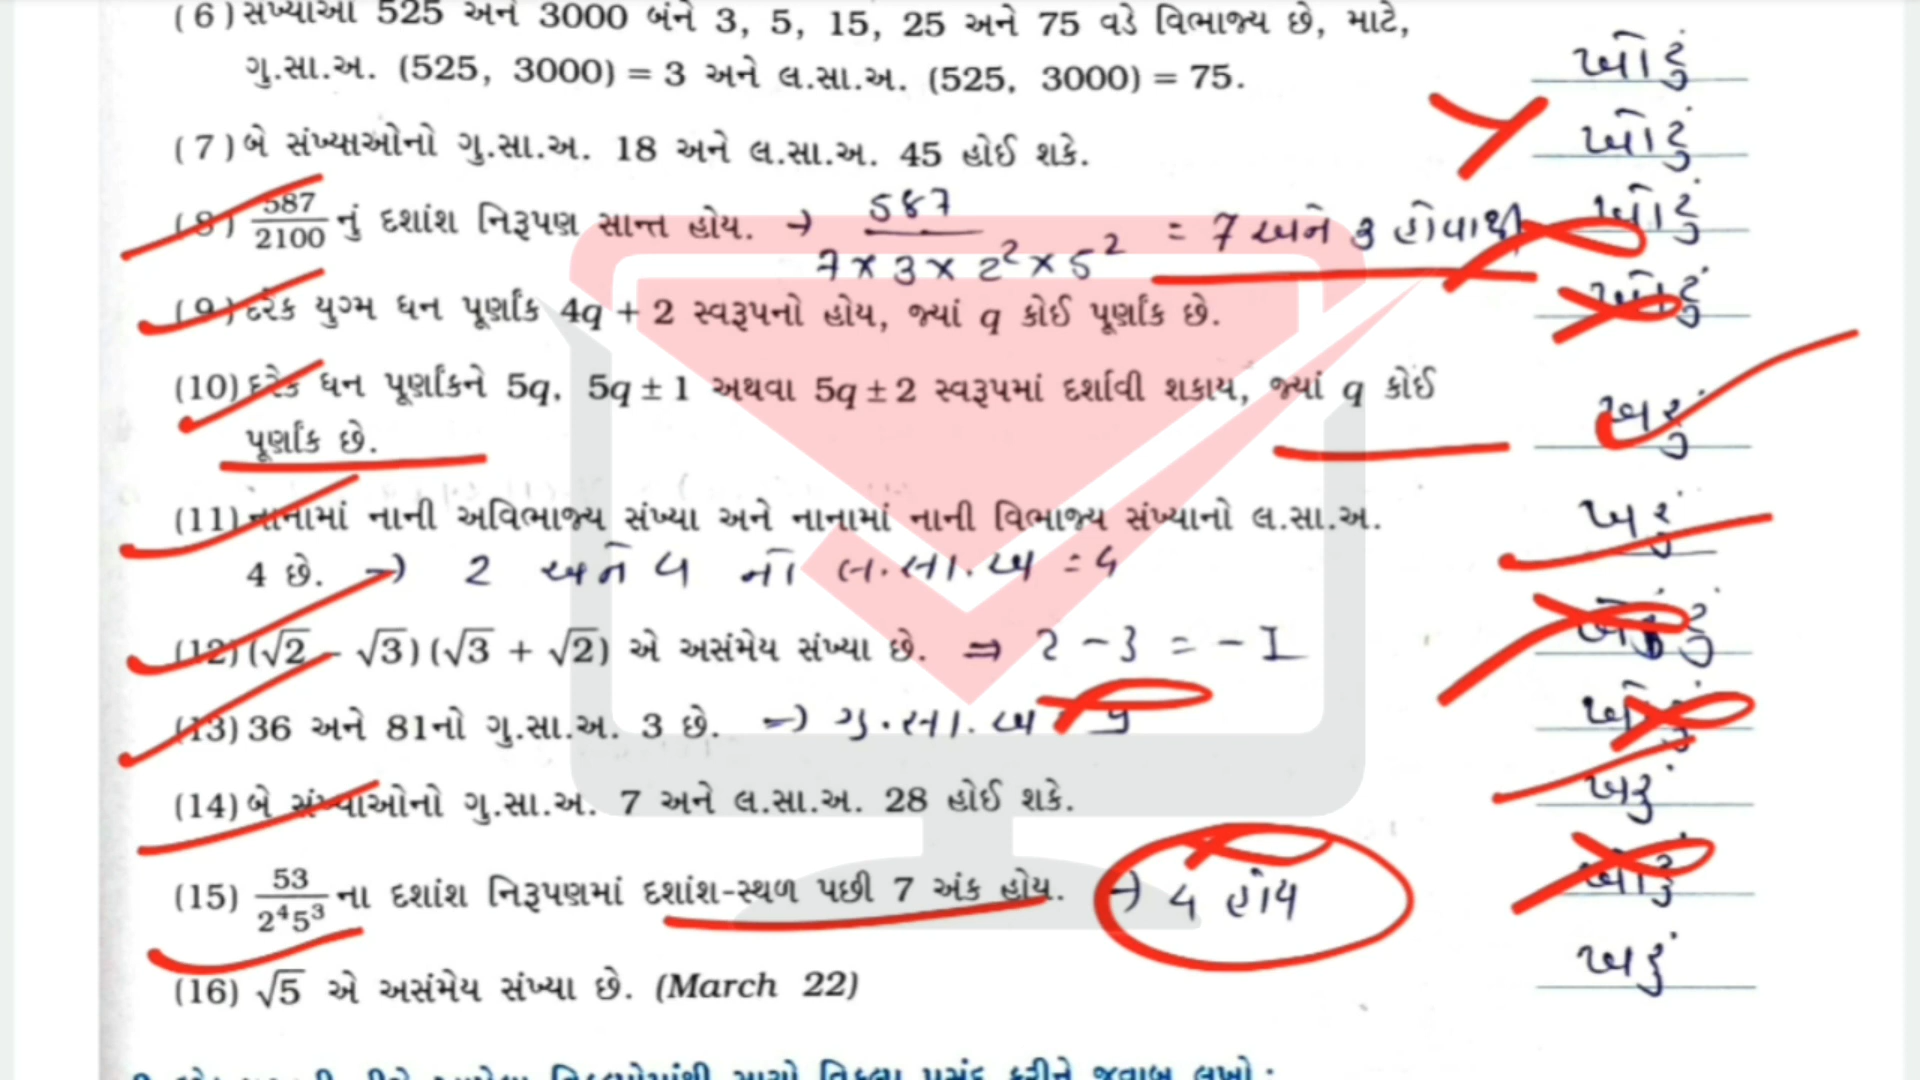 (6) સંખ્યાઓ 525 અને 3000 બંને 3, 5, 15, 25 અને 75 વડે વિભાજ્ય છે, માટે,
ગુ.સા.અ. (525, 3000) = 3 અને લ.સા.અ. (525, 3000) = 75. ખોટું
(7) બે સંખ્યાઓનો ગુ.સા.અ. 18 અને લ.સા.અ. 45 હોઈ શકે. ખોટું
(8) 587/2100 નું દશાંશ નિરૂપણ સાન્ત હોય. → 587 / 7 × 3 × 2² × 5² = 7 અને 3 હોવાથી ખોટું
(9) દરેક યુગ્મ ધન પૂર્ણાંક 4q + 2 સ્વરૂપનો હોય, જ્યાં q કોઈ પૂર્ણાંક છે. ખોટું
(10) દરેક ધન પૂર્ણાંકને 5q, 5q ± 1 અથવા 5q ± 2 સ્વરૂપમાં દર્શાવી શકાય, જ્યાં q કોઈ
પૂર્ણાંક છે. ખરું
(11) નાનામાં નાની અવિભાજ્ય સંખ્યા અને નાનામાં નાની વિભાજ્ય સંખ્યાનો લ.સા.અ. ખરું
4 છે. → 2 અને 4 નો લ.સા.અ = 4
(12) (√2 - √3) (√3 + √2) એ અસંમેય સંખ્યા છે. ⇒ 2 - 3 = - 1 ખોટું
(13) 36 અને 81નો ગુ.સા.અ. 3 છે. → ગુ.સા.અ 9 ખોટું
(14) બે સંખ્યાઓનો ગુ.સા.અ. 7 અને લ.સા.અ. 28 હોઈ શકે. ખરું
(15) 53/2⁴5³ ના દશાંશ નિરૂપણમાં દશાંશ-સ્થળ પછી 7 અંક હોય. → 4 હોય ખોટું
(16) √5 એ અસંમેય સંખ્યા છે. (March 22) ખરું